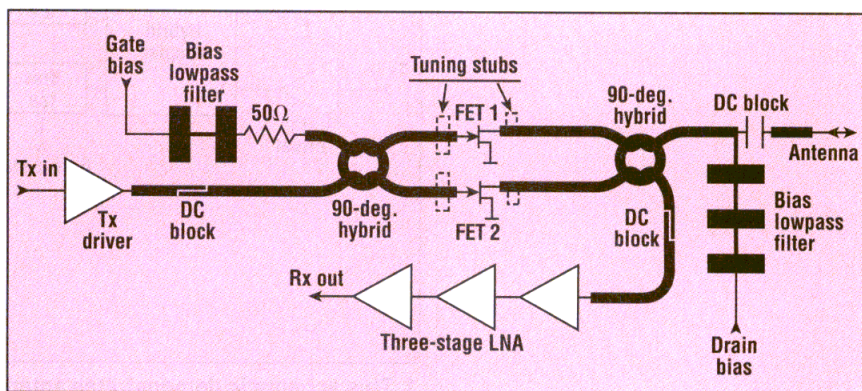 Gate
bias
Bias
lowpass
filter
50Ω
Tuning stubs
FET 1
90-deg.
hybrid
DC block
Antenna
Tx in
Tx
driver
DC
block
90-deg.
hybrid
FET 2
DC
block
Bias
lowpass
filter
Rx out
Three-stage LNA
Drain
bias